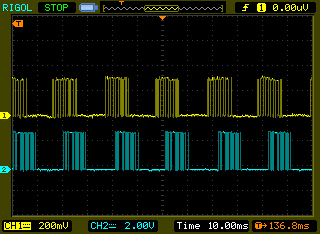 RIGOL STOP T 1 0.00uV
T
1
2
CH1 200mV CH2 2.00V Time 10.00ms T→136.8ms